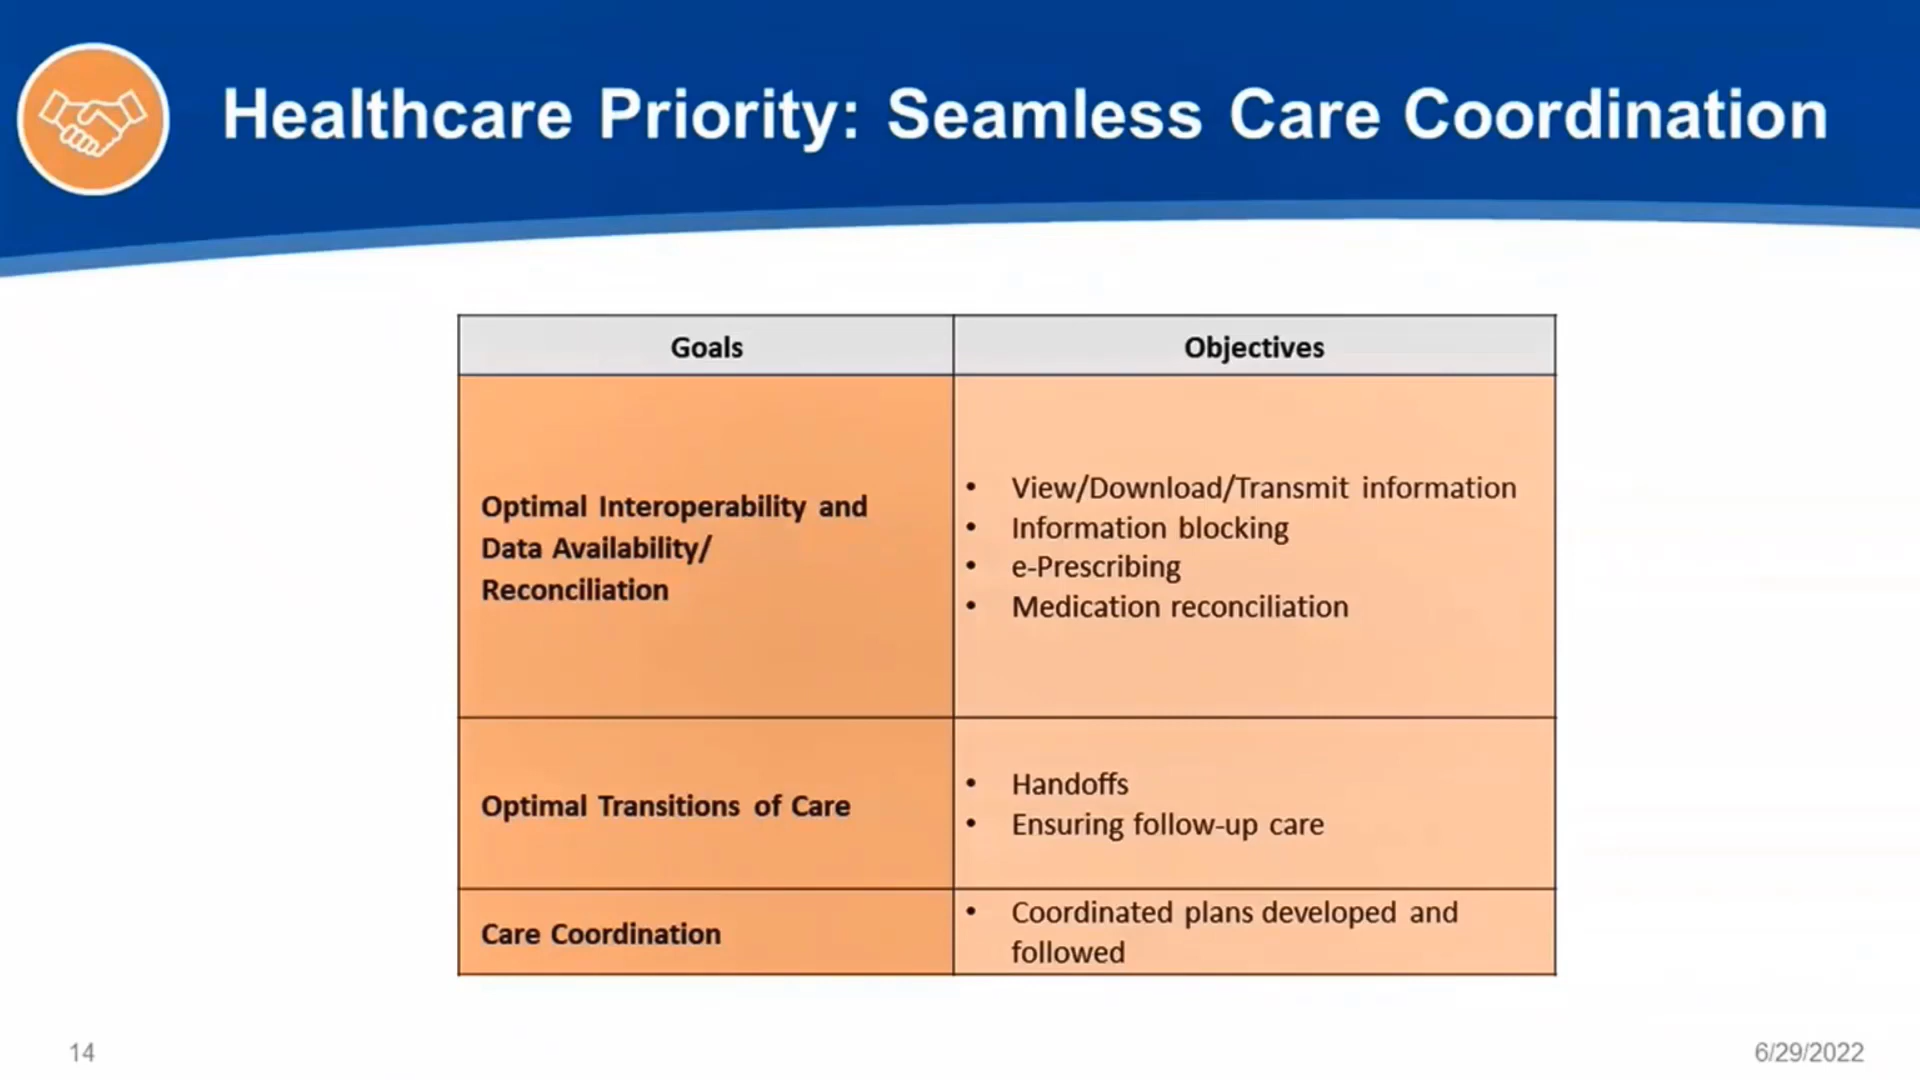 Healthcare Priority: Seamless Care Coordination
Goals
Objectives
Optimal Interoperability and
Data Availability/
Reconciliation
• View/Download/Transmit information
• Information blocking
• e-Prescribing
• Medication reconciliation
Optimal Transitions of Care
• Handoffs
• Ensuring follow-up care
Care Coordination
• Coordinated plans developed and
followed
14
6/29/2022